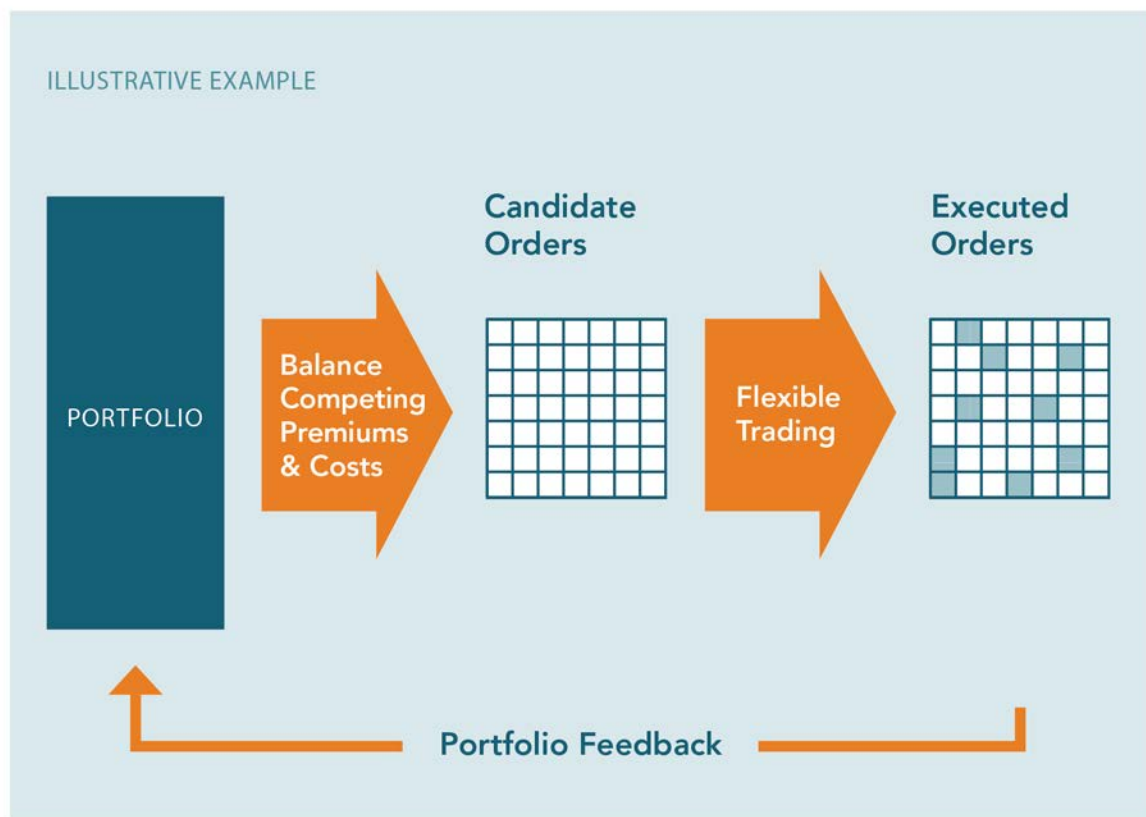 ILLUSTRATIVE EXAMPLE
PORTFOLIO
Balance
Competing
Premiums
& Costs
Candidate
Orders
Flexible
Trading
Executed
Orders
Portfolio Feedback